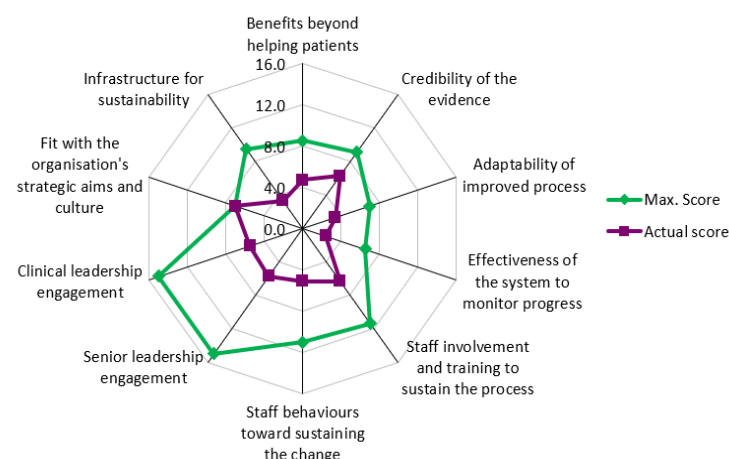 Benefits beyond
helping patients
16.0
12.0
8.0
4.0
0.0
Credibility of the
evidence
Adaptability of
improved process
Effectiveness of
the system to
monitor progress
Staff involvement
and training to
sustain the process
Staff behaviours
toward sustaining
the change
Senior leadership
engagement
Clinical leadership
engagement
Fit with the
organisation's
strategic aims and
culture
Infrastructure for
sustainability
Max. Score
Actual score